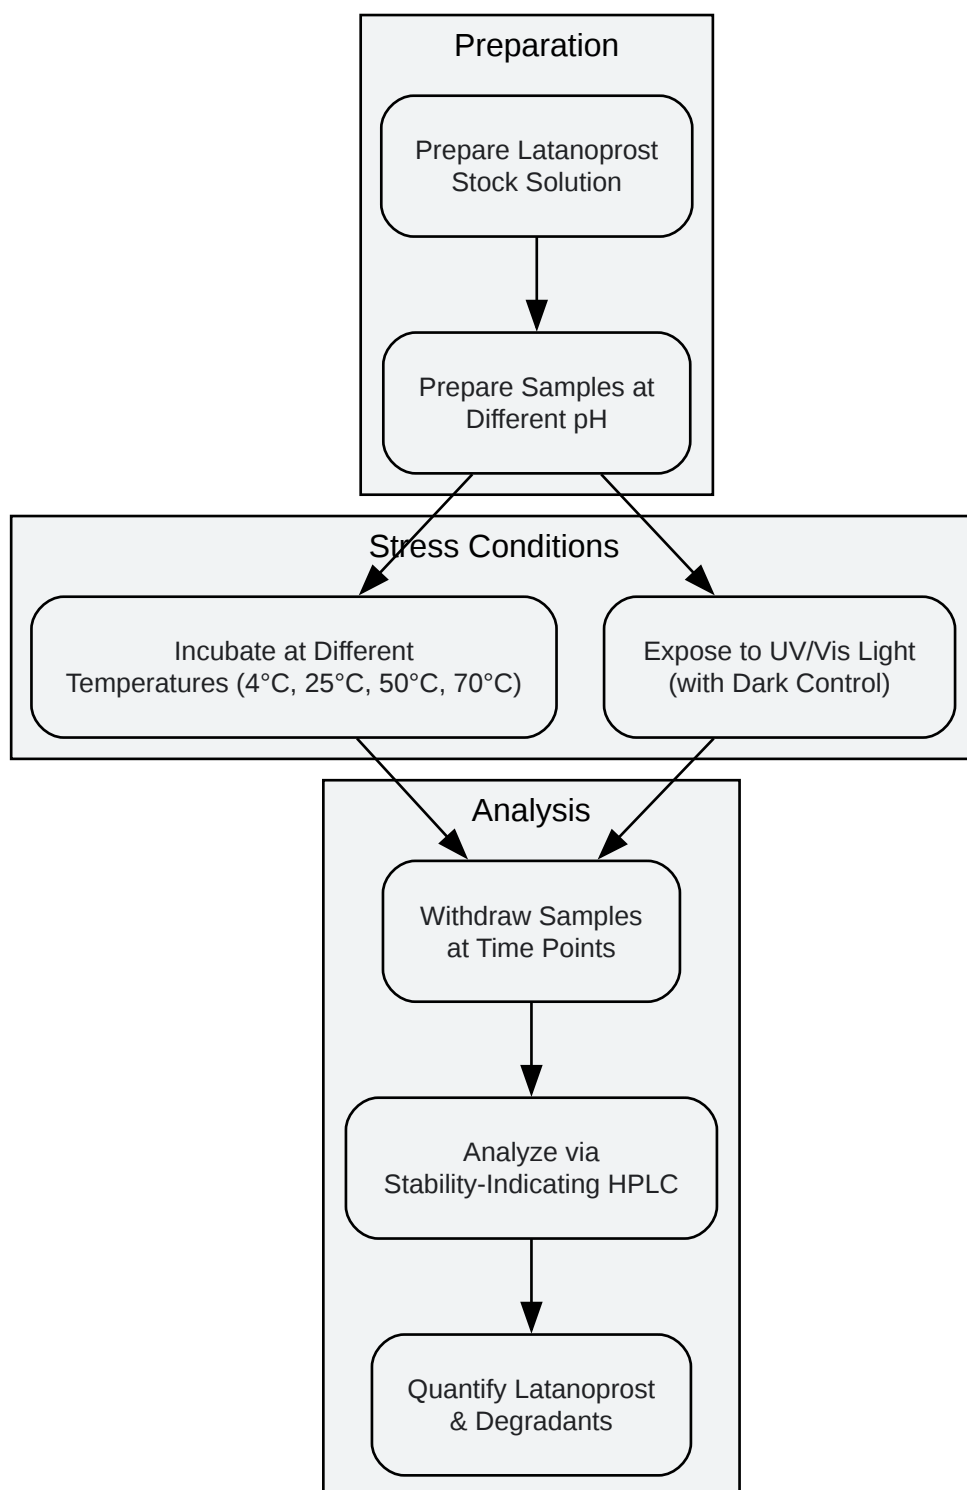 Preparation
Prepare Latanoprost
Stock Solution
Prepare Samples at
Different pH
Stress Conditions
Incubate at Different
Temperatures (4°C, 25°C, 50°C, 70°C)
Expose to UV/Vis Light
(with Dark Control)
Analysis
Withdraw Samples
at Time Points
Analyze via
Stability-Indicating HPLC
Quantify Latanoprost
& Degradants